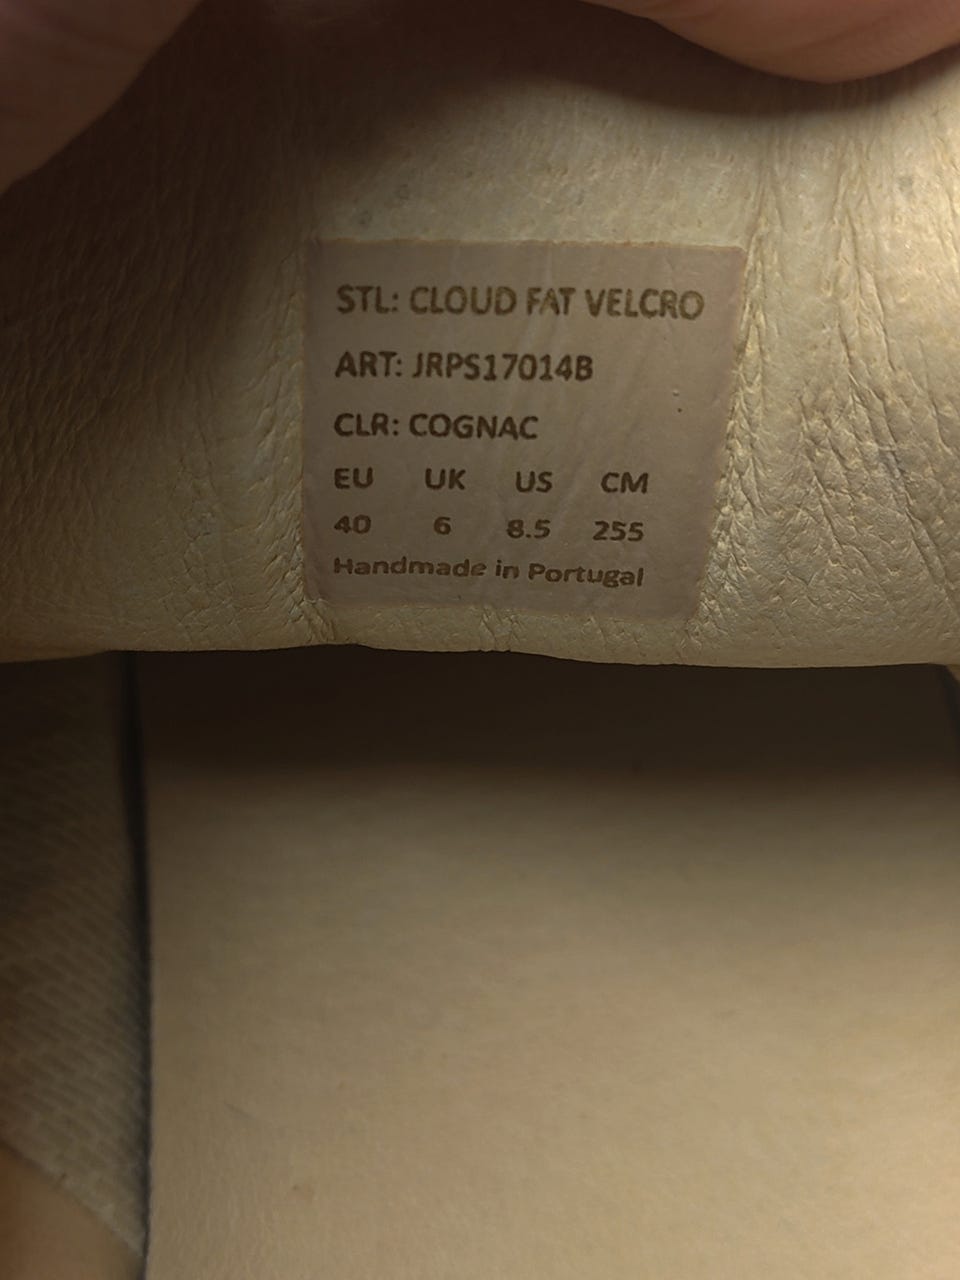 STL: CLOUD FAT VELCRO
ART: JRPS17014B
CLR: COGNAC
EU UK US CM
40 6 8.5 255
Handmade in Portugal